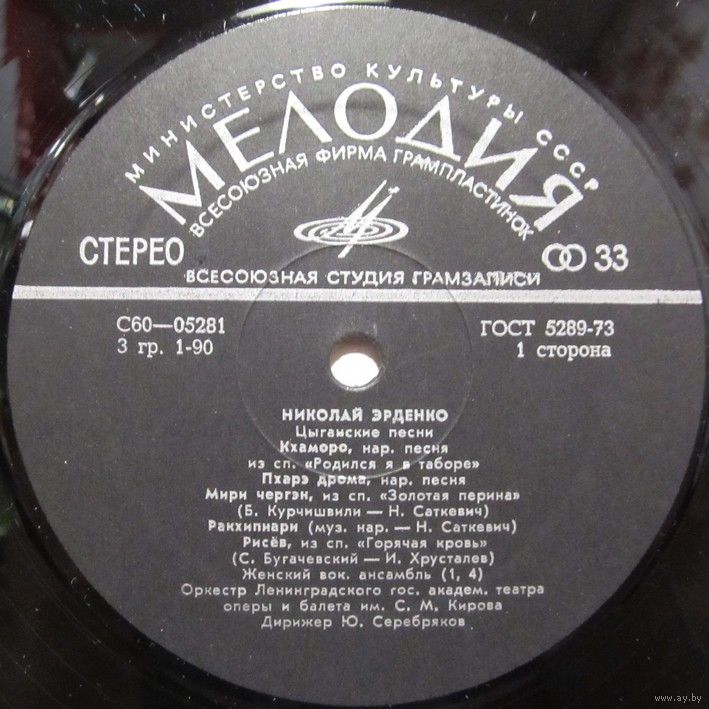 МИНИСТЕРСТВО КУЛЬТУРЫ СССР
МЕЛОДИЯ
ВСЕСОЮЗНАЯ ФИРМА ГРАМПЛАСТИНОК
СТЕРЕО
33
ВСЕСОЮЗНАЯ СТУДИЯ ГРАМЗАПИСИ
С60—05281
ГОСТ 5289-73
3 гр. 1-90
1 сторона
НИКОЛАЙ ЭРДЕНКО
Цыганские песни
Кхаморо, нар. песня
из сп. «Родился я в таборе»
Пхарэ дрома, нар. песня
Мири чергэн, из сп. «Золотая перина»
(Б. Курчишвили — Н. Саткевич)
Ракхипнари (муз. нар. — Н. Саткевич)
Рисёв, из сп. «Горячая кровь»
(С. Бугачевский — И. Хрусталев)
Женский вок. ансамбль (1, 4)
Оркестр Ленинградского гос. академ. театра
оперы и балета им. С. М. Кирова
Дирижер Ю. Серебряков
www.ay.by